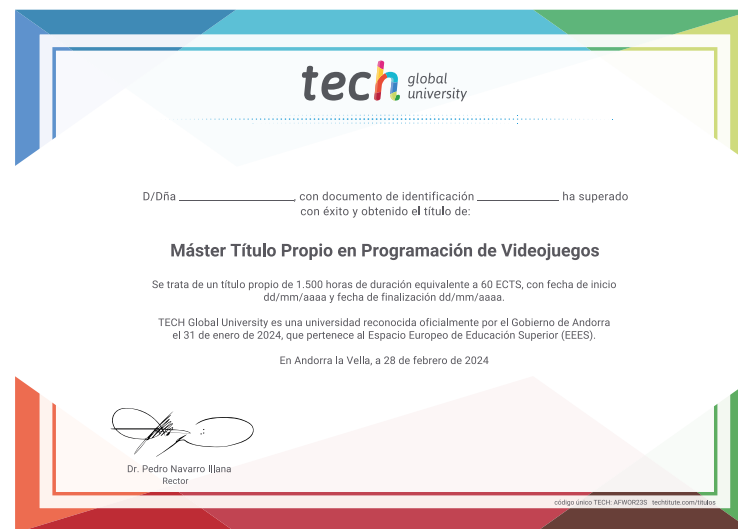 tech global
university
D/Dña ____________________, con documento de identificación ______________ ha superado
con éxito y obtenido el título de:
Máster Título Propio en Programación de Videojuegos
Se trata de un título propio de 1.500 horas de duración equivalente a 60 ECTS, con fecha de inicio
dd/mm/aaaa y fecha de finalización dd/mm/aaaa.
TECH Global University es una universidad reconocida oficialmente por el Gobierno de Andorra
el 31 de enero de 2024, que pertenece al Espacio Europeo de Educación Superior (EEES).
En Andorra la Vella, a 28 de febrero de 2024
Dr. Pedro Navarro Illana
Rector
código único TECH: AFWOR23S techtitute.com/titulos